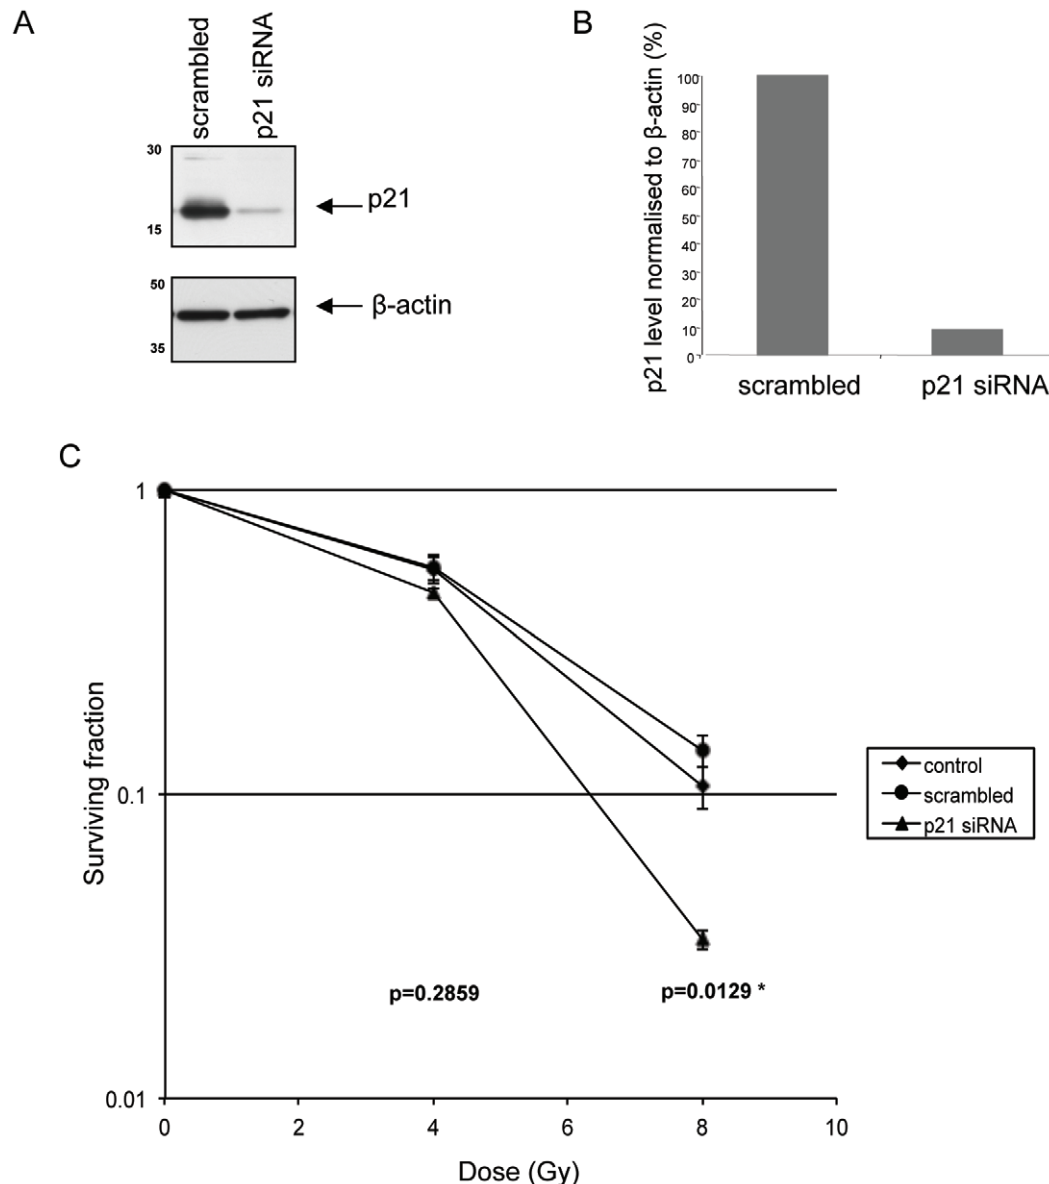 A
scrambled
p21 siRNA
30
15
p21
50
35
β-actin
B
p21 level normalised to β-actin (%)
100
90
80
70
60
50
40
30
20
10
0
scrambled
p21 siRNA
C
Surviving fraction
1
0.1
0.01
p=0.2859
p=0.0129 *
control
scrambled
p21 siRNA
0
2
4
6
8
10
Dose (Gy)